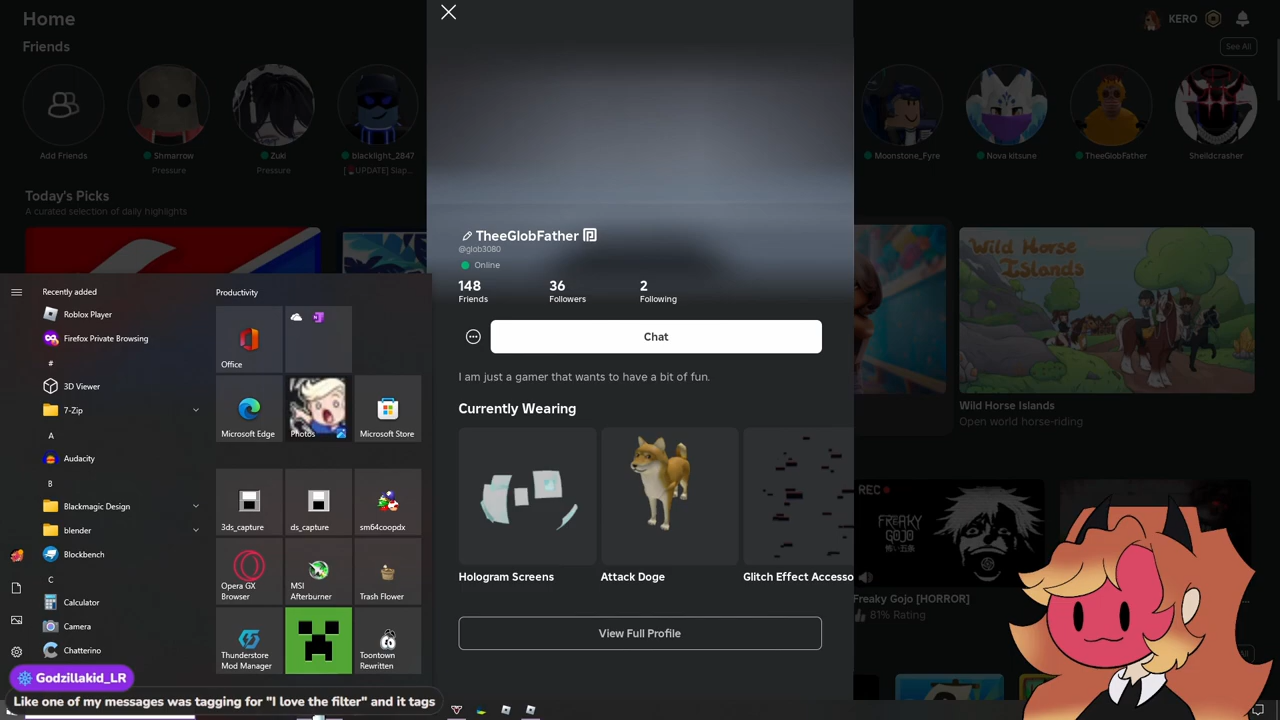 Home
KERO
Friends
See All
Add Friends
Shmarrow
Pressure
Zuki
Pressure
blacklight_2847
Moonstone_Fyre
Nova kitsune
TheeGlobFather
Sheildcrasher
Today's Picks
A curated selection of daily highlights
TheeGlobFather
@glob3080
Online
148
Friends
36
Followers
2
Following
Chat
I am just a gamer that wants to have a bit of fun.
Currently Wearing
Hologram Screens
Attack Doge
Glitch Effect Accesso
View Full Profile
Wild Horse Islands
Wild Horse Islands
Open world horse-riding
REC
FREAKY
GOJO
Freaky Gojo [HORROR]
81% Rating
Recently added
Roblox Player
Firefox Private Browsing
#
3D Viewer
7-Zip
A
Audacity
B
Blackmagic Design
blender
Blockbench
C
Calculator
Camera
Chatterino
Productivity
Office
Microsoft Edge
Photos
Microsoft Store
3ds_capture
ds_capture
sm64coopdx
Opera GX
Browser
MSI
Afterburner
Trash Flower
Thunderstore
Mod Manager
Toontown
Rewritten
Godzillakid_LR
Like one of my messages was tagging for "I love the filter" and it tags